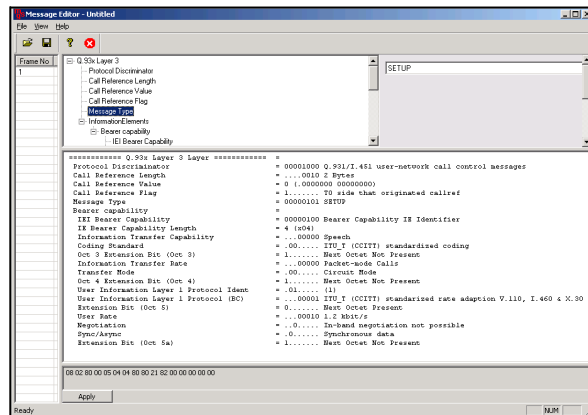 Message Editor - Untitled
File View Help
Frame No
1
Q.93x Layer 3
Protocol Discriminator
Call Reference Length
Call Reference Value
Call Reference Flag
Message Type
InformationElements
Bearer capability
IEI Bearer Capability
SETUP
============ Q.93x Layer 3 Layer ============ =
Protocol Discriminator = 00001000 Q.931/I.451 user-network call control messages
Call Reference Length = ....0010 2 Bytes
Call Reference Value = 0 (.0000000 00000000)
Call Reference Flag = 1....... TO side that originated callref
Message Type = 00000101 SETUP
Bearer capability =
IEI Bearer Capability = 00000100 Bearer Capability IE Identifier
IE Bearer Capability Length = 4 (x04)
Information Transfer Capability = ...00000 Speech
Coding Standard = .00..... ITU_T (CCITT) standardized coding
Oct 3 Extension Bit (Oct 3) = 1....... Next Octet Not Present
Information Transfer Rate = ...00000 Packet-mode Calls
Transfer Mode = .00..... Circuit Mode
Oct 4 Extension Bit (Oct 4) = 1....... Next Octet Not Present
User Information Layer 1 Protocol Ident = .01..... (1)
User Information Layer 1 Protocol (BC) = ...00001 ITU_T (CCITT) standarized rate adaption V.110, I.460 & X.30
Extension Bit (Oct 5) = 0....... Next Octet Present
User Rate = ...00010 1.2 kbit/s
Negotiation = ..0..... In-band negotiation not possible
Sync/Async = .0...... Synchronous data
Extension Bit (Oct 5a) = 1....... Next Octet Not Present
08 02 80 00 05 04 04 80 80 21 82 00 00 00 00 00
Apply
Ready
NUM